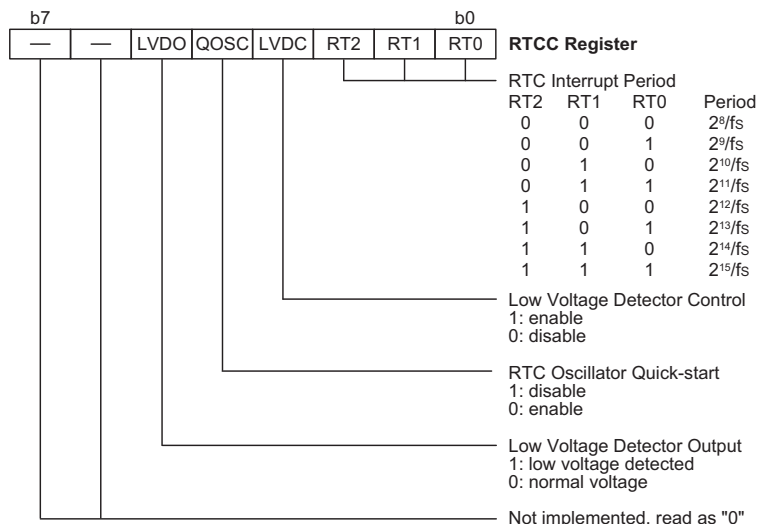 b7 b0
— — LVDO QOSC LVDC RT2 RT1 RT0 RTCC Register
RTC Interrupt Period
RT2 RT1 RT0 Period
0 0 0 2⁸/fS
0 0 1 2⁹/fS
0 1 0 2¹⁰/fS
0 1 1 2¹¹/fS
1 0 0 2¹²/fS
1 0 1 2¹³/fS
1 1 0 2¹⁴/fS
1 1 1 2¹⁵/fS
Low Voltage Detector Control
1: enable
0: disable
RTC Oscillator Quick-start
1: disable
0: enable
Low Voltage Detector Output
1: low voltage detected
0: normal voltage
Not implemented, read as "0"